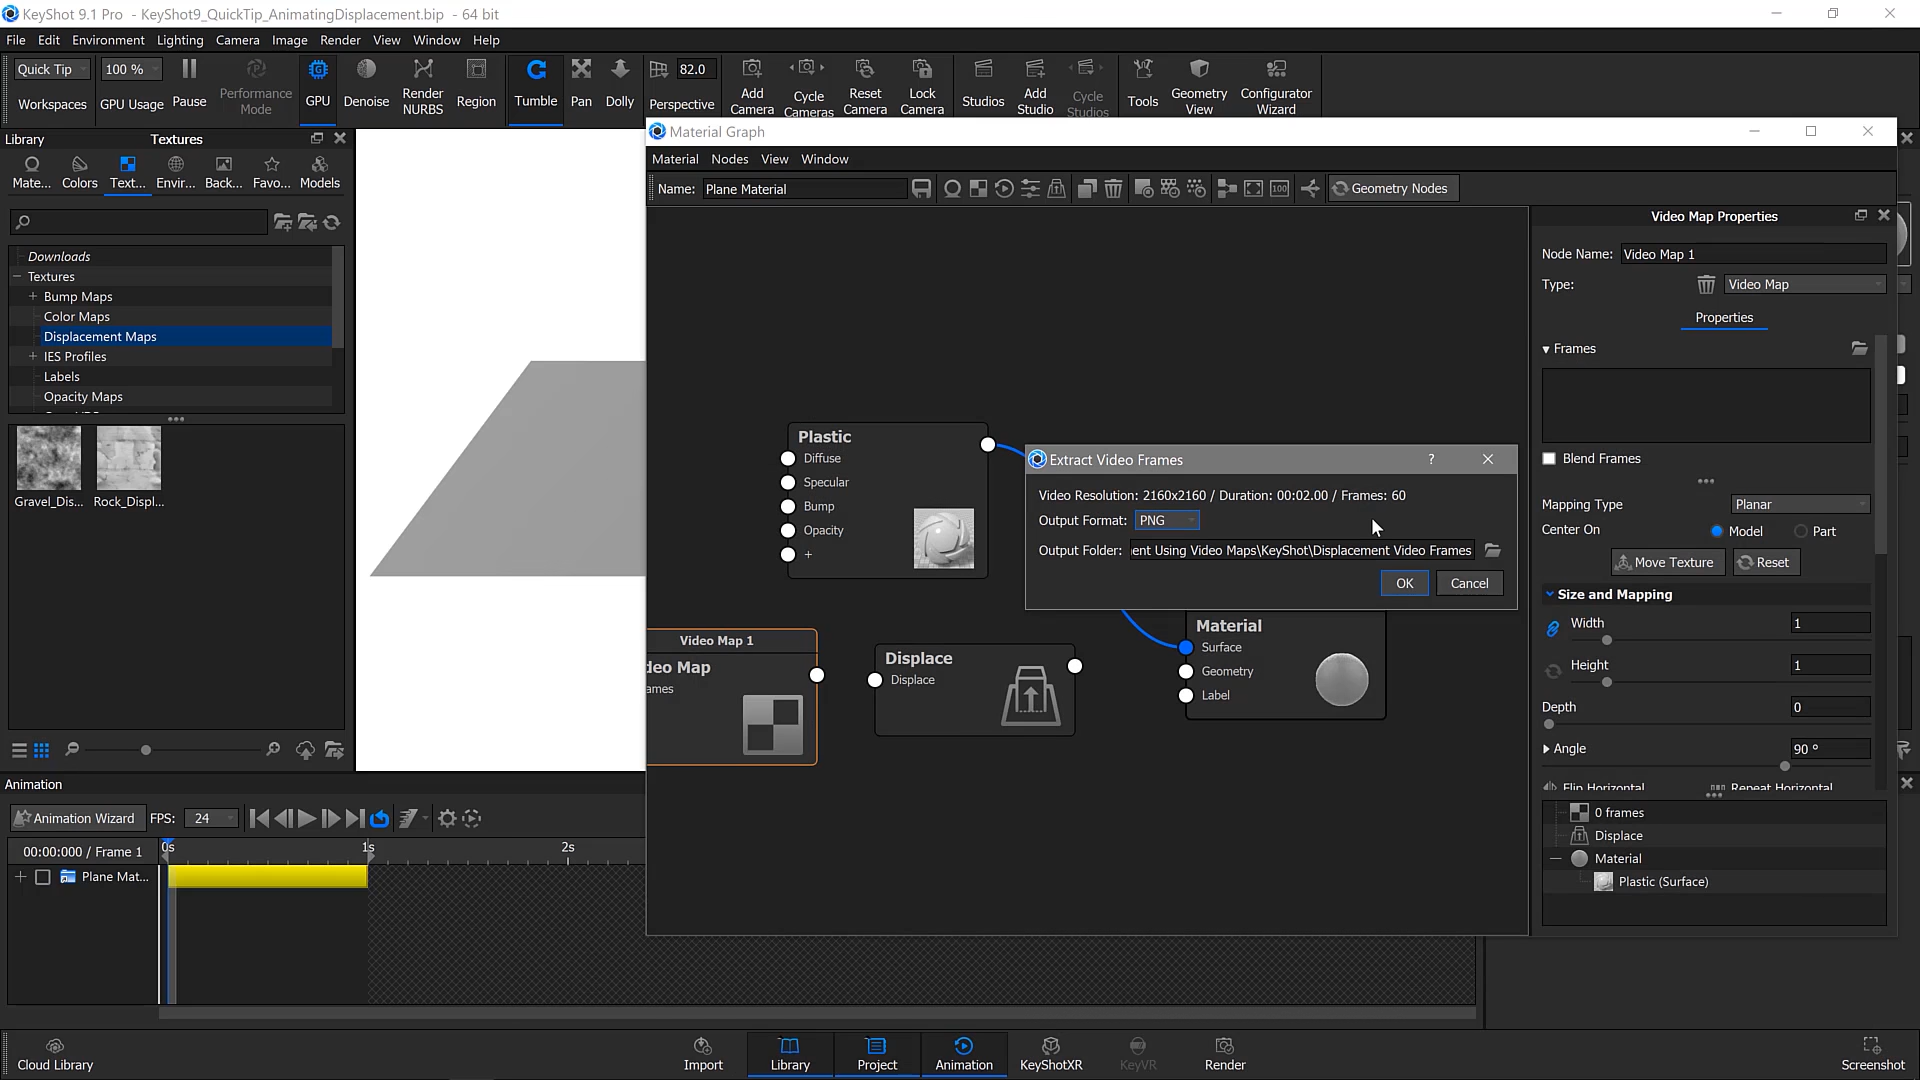 KeyShot 9.1 Pro - KeyShot9_QuickTip_AnimatingDisplacement.bip - 64 bit
File Edit Environment Lighting Camera Image Render View Window Help
Quick Tip 100 % 82.0
Workspaces GPU Usage Pause Performance Mode GPU Denoise Render NURBS Region Tumble Pan Dolly Perspective Add Camera Cycle Cameras Reset Camera Lock Camera Studios Add Studio Cycle Studios Tools Geometry View Configurator Wizard
Library Textures
Mate... Colors Text... Envir... Back... Favo... Models
Downloads
Textures
Bump Maps
Color Maps
Displacement Maps
IES Profiles
Labels
Opacity Maps
Gravel_Dis... Rock_Displ...
Material Graph
Material Nodes View Window
Name: Plane Material 100 Geometry Nodes
Plastic
Diffuse
Specular
Bump
Opacity
+
Extract Video Frames ?
Video Resolution: 2160x2160 / Duration: 00:02.00 / Frames: 60
Output Format: PNG
Output Folder: ent Using Video Maps\KeyShot\Displacement Video Frames
OK Cancel
Video Map 1
deo Map
ames
Displace
Displace
Material
Surface
Geometry
Label
Video Map Properties
Node Name: Video Map 1
Type: Video Map
Properties
Frames
Blend Frames
Mapping Type Planar
Center On Model Part
Move Texture Reset
Size and Mapping
Width 1
Height 1
Depth 0
Angle 90 °
Flip Horizontal Repeat Horizontal
0 frames
Displace
Material
Plastic (Surface)
Animation
Animation Wizard FPS: 24
00:00:000 / Frame 1 0s 1s 2s
Plane Mat...
Cloud Library Import Library Project Animation KeyShotXR KeyVR Render Screenshot